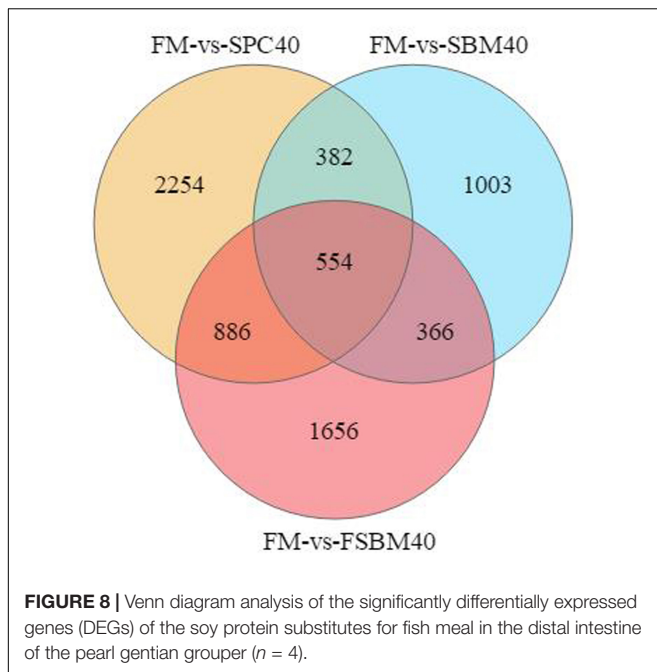 FM-vs-SPC40 FM-vs-SBM40
382
2254 1003
554
886 366
1656
FM-vs-FSBM40
FIGURE 8 | Venn diagram analysis of the significantly differentially expressed
genes (DEGs) of the soy protein substitutes for fish meal in the distal intestine
of the pearl gentian grouper (n = 4).